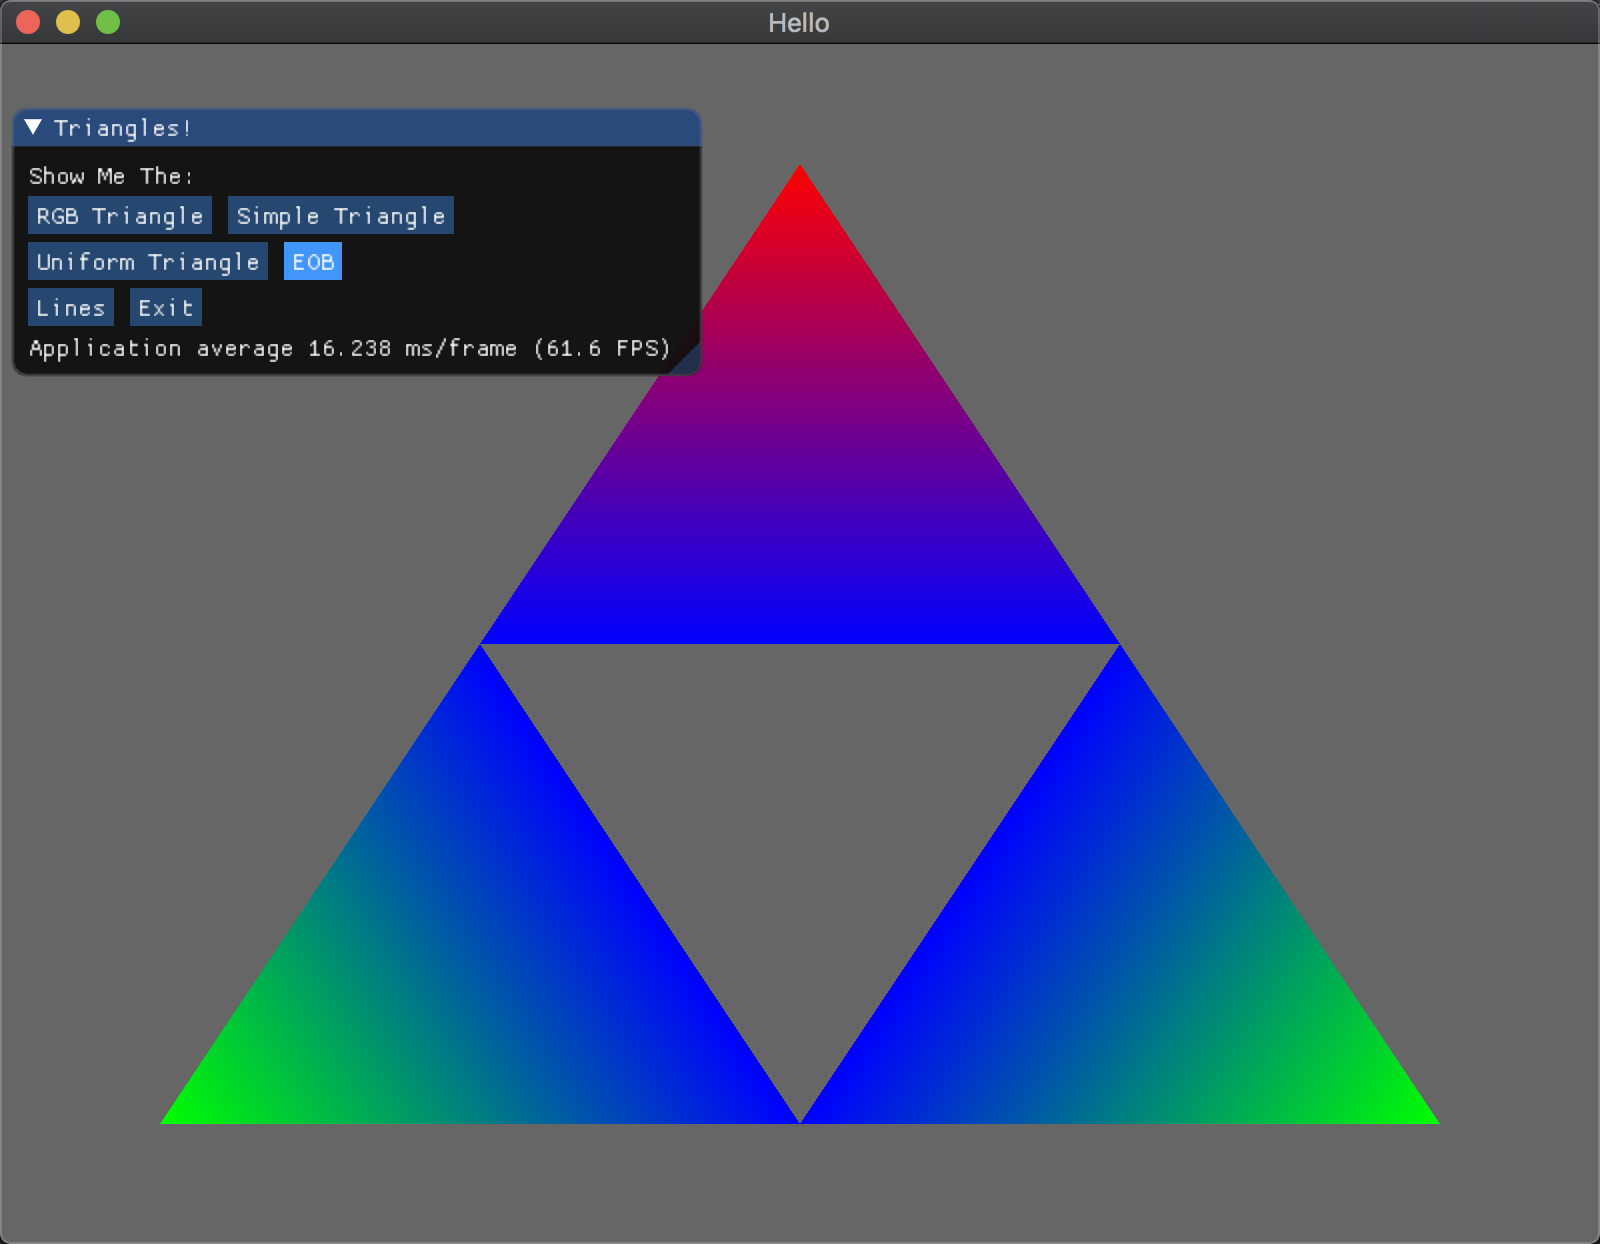 Hello
Triangles!
Show Me The:
RGB Triangle Simple Triangle
Uniform Triangle EOB
Lines Exit
Application average 16.238 ms/frame (61.6 FPS)